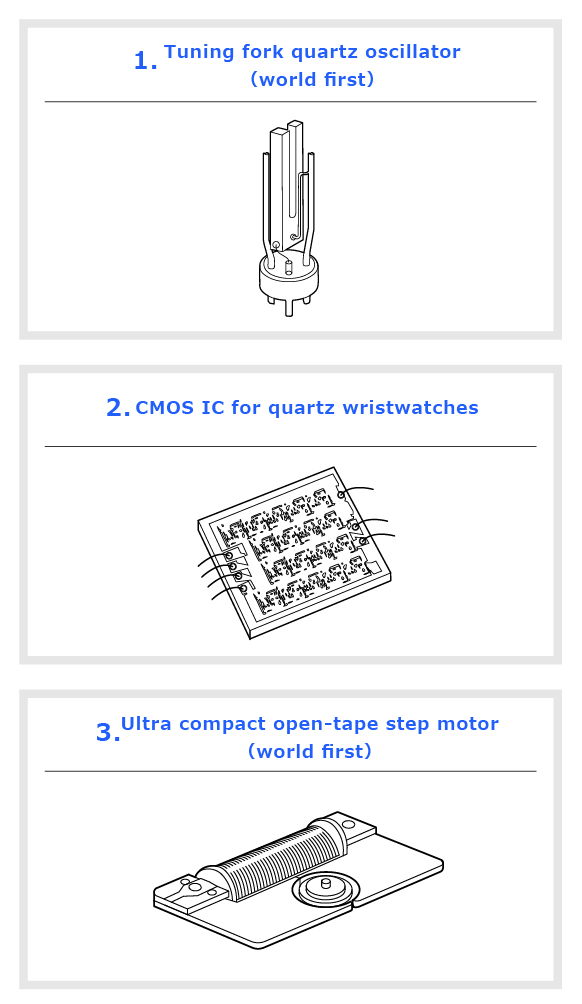 1. Tuning fork quartz oscillator
(world first)
2. CMOS IC for quartz wristwatches
3. Ultra compact open-tape step motor
(world first)